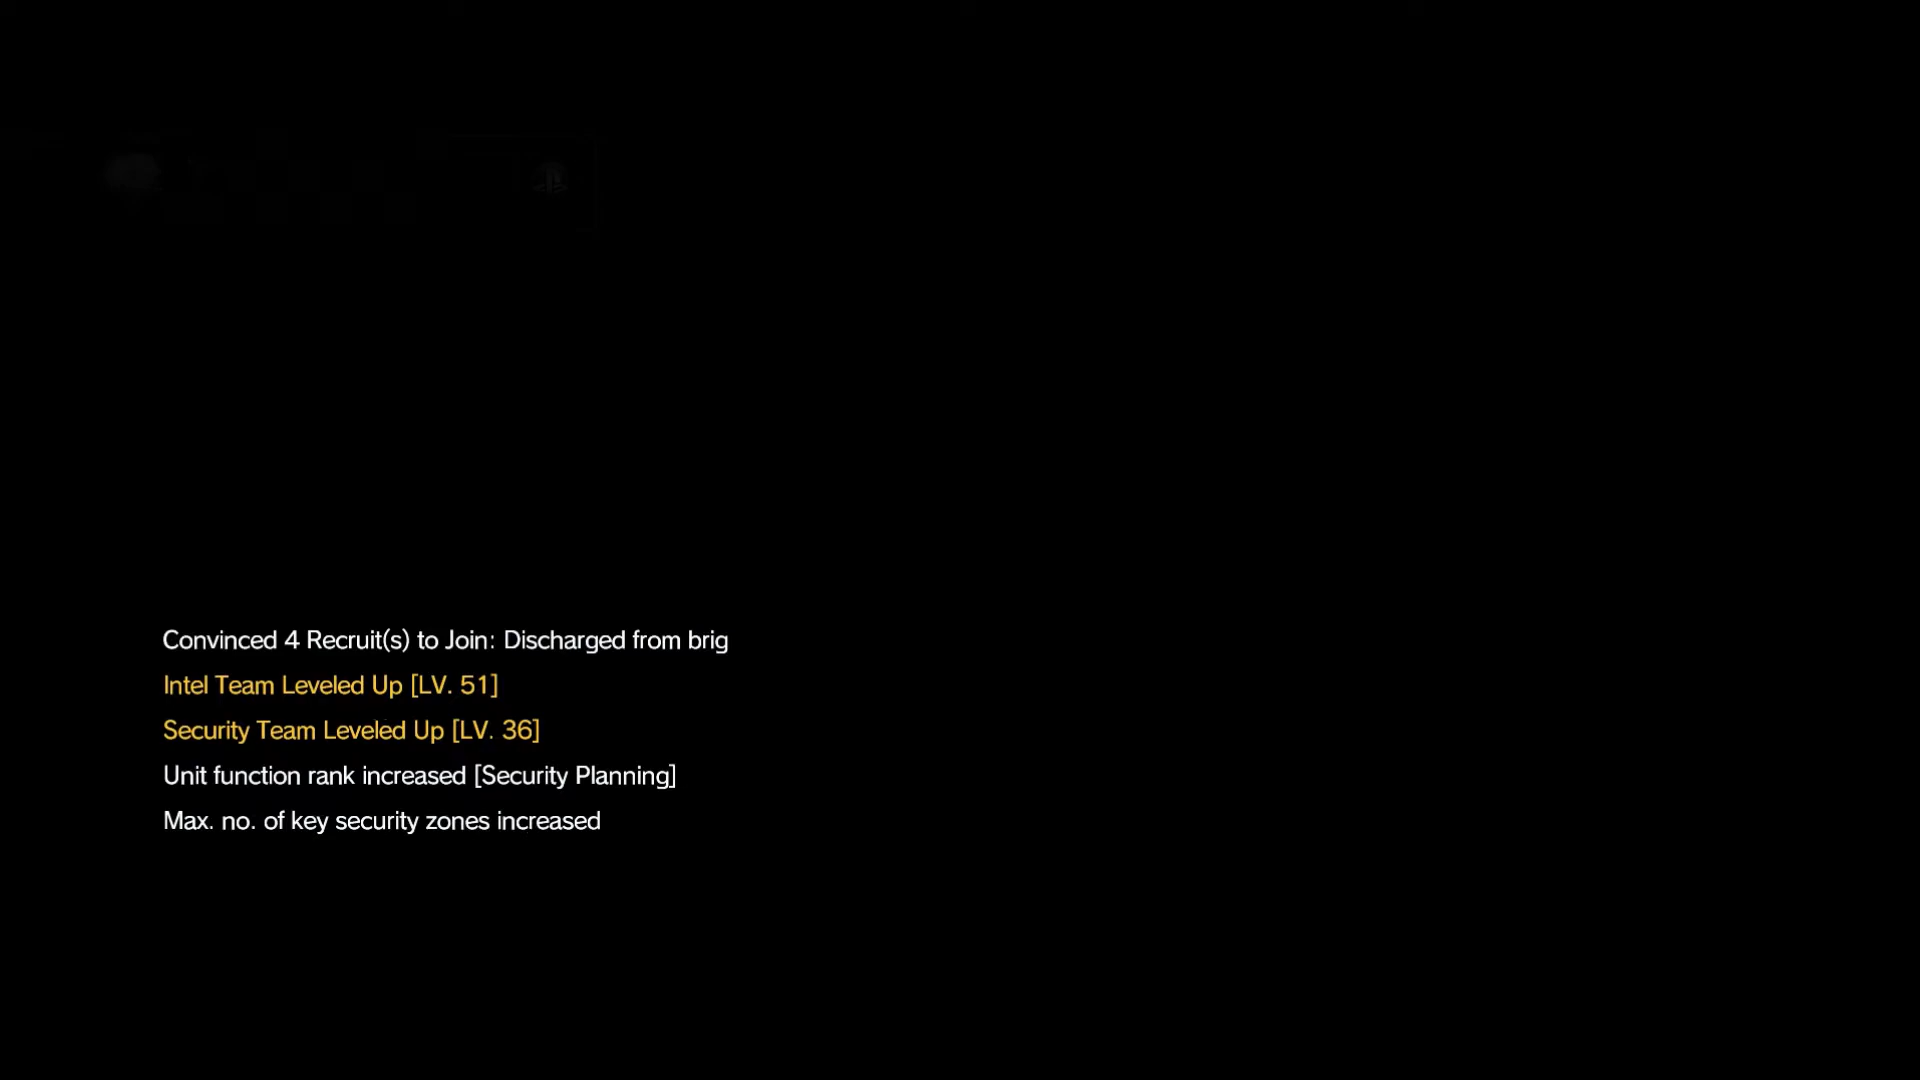 Convinced 4 Recruit(s) to Join: Discharged from brig
Intel Team Leveled Up [LV. 51]
Security Team Leveled Up [LV. 36]
Unit function rank increased [Security Planning]
Max. no. of key security zones increased